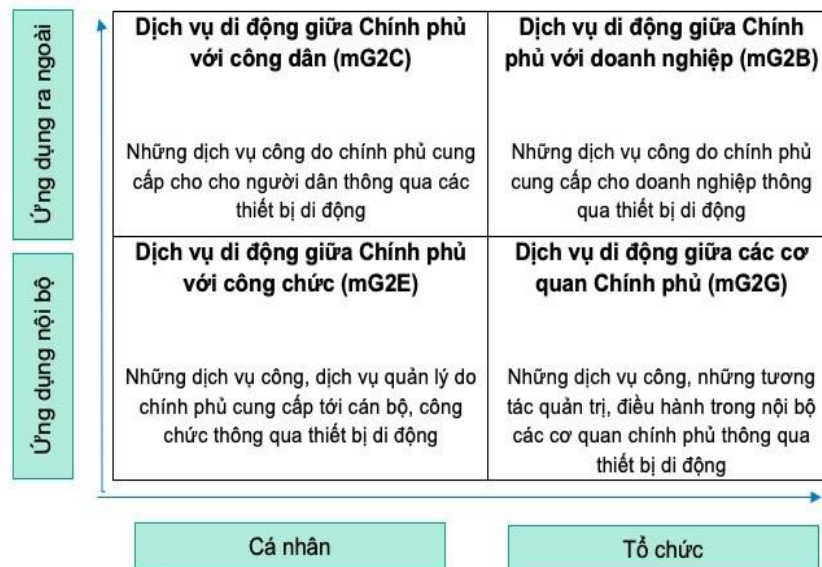 Ứng dụng ra ngoài
Dịch vụ di động giữa Chính phủ
với công dân (mG2C)
Những dịch vụ công do chính phủ cung
cấp cho cho người dân thông qua các
thiết bị di động
Dịch vụ di động giữa Chính
phủ với doanh nghiệp (mG2B)
Những dịch vụ công do chính phủ
cung cấp cho doanh nghiệp thông
qua thiết bị di động
Ứng dụng nội bộ
Dịch vụ di động giữa Chính phủ
với công chức (mG2E)
Những dịch vụ công, dịch vụ quản lý do
chính phủ cung cấp tới cán bộ, công
chức thông qua thiết bị di động
Dịch vụ di động giữa các cơ
quan Chính phủ (mG2G)
Những dịch vụ công, những tương
tác quản trị, điều hành trong nội bộ
các cơ quan chính phủ thông qua
thiết bị di động
Cá nhân
Tổ chức